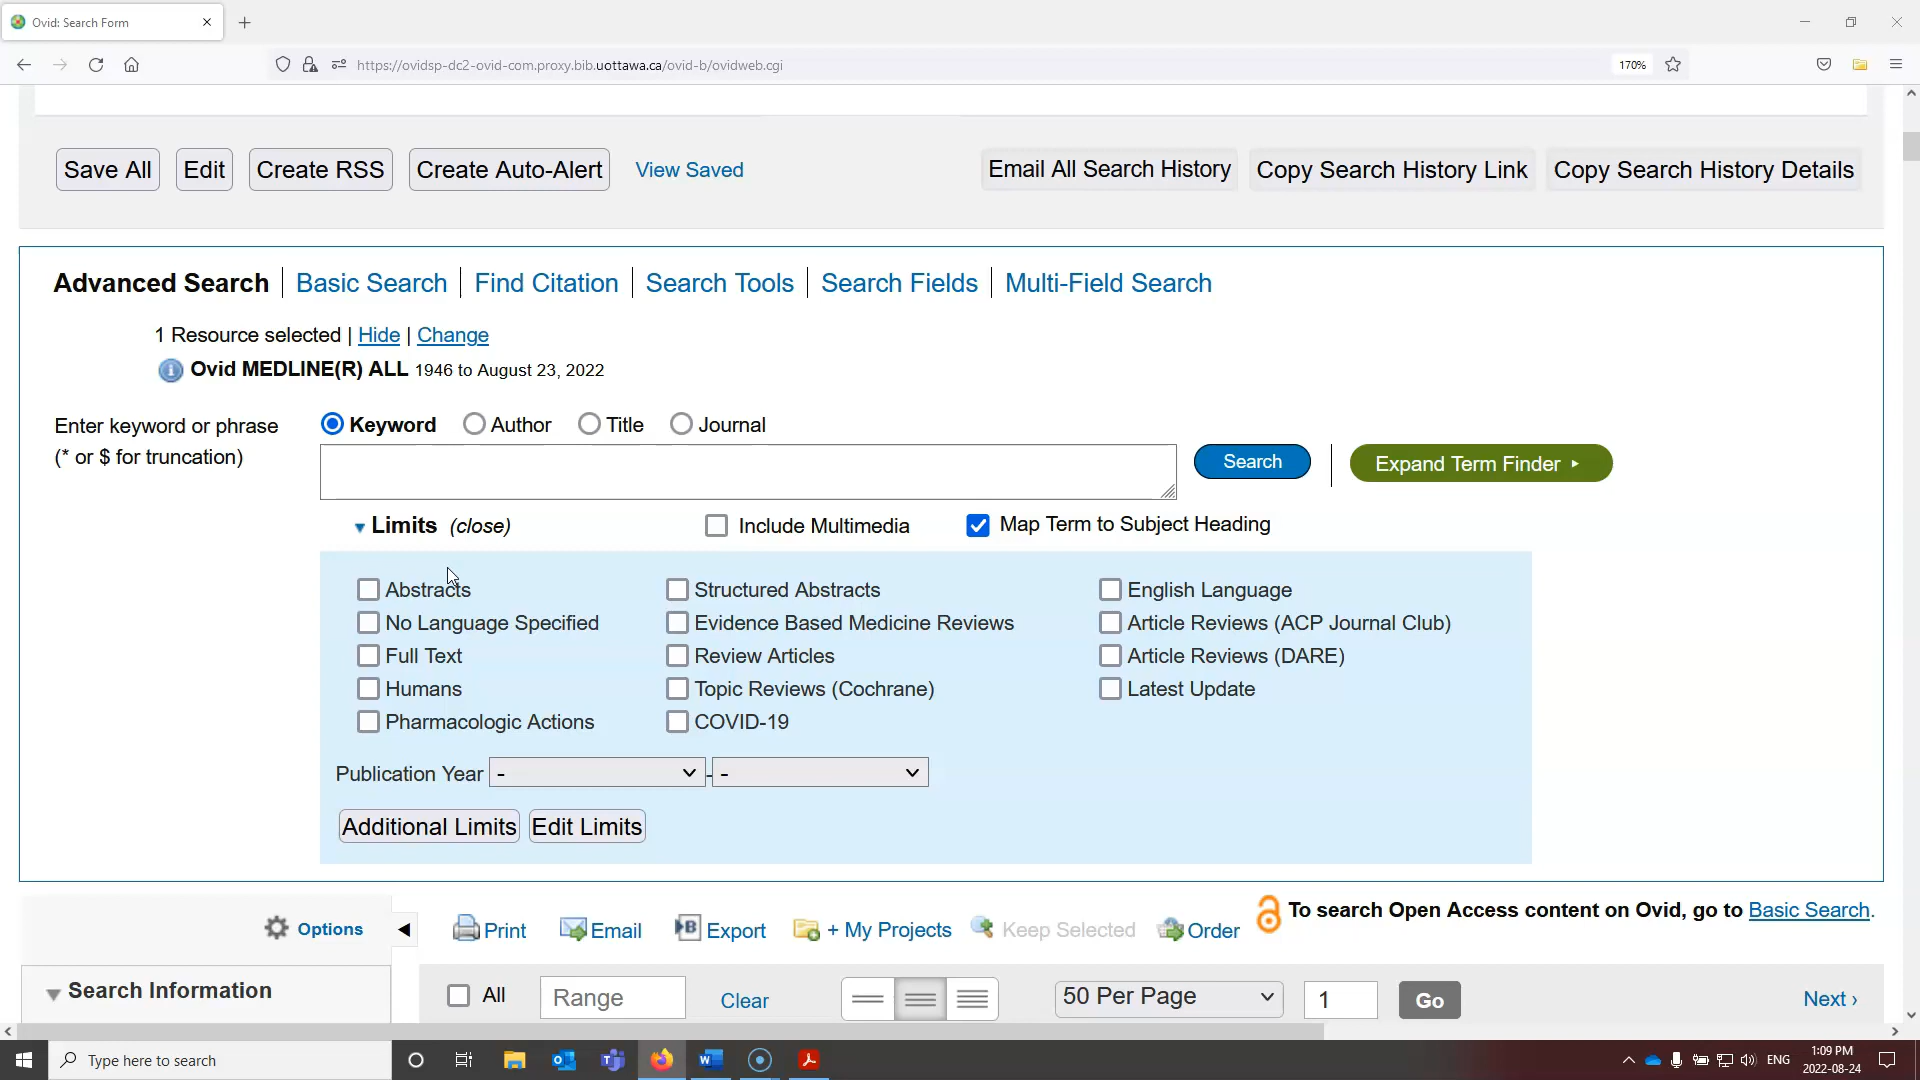 Ovid: Search Form
https://ovidsp-dc2-ovid-com.proxy.bib.uottawa.ca/ovid-b/ovidweb.cgi
170%
Save All Edit Create RSS Create Auto-Alert View Saved Email All Search History Copy Search History Link Copy Search History Details
Advanced Search | Basic Search | Find Citation | Search Tools | Search Fields | Multi-Field Search
1 Resource selected | Hide | Change
Ovid MEDLINE(R) ALL 1946 to August 23, 2022
Enter keyword or phrase
(* or $ for truncation)
Keyword Author Title Journal
Search Expand Term Finder
Limits (close) Include Multimedia Map Term to Subject Heading
Abstracts Structured Abstracts English Language
No Language Specified Evidence Based Medicine Reviews Article Reviews (ACP Journal Club)
Full Text Review Articles Article Reviews (DARE)
Humans Topic Reviews (Cochrane) Latest Update
Pharmacologic Actions COVID-19
Publication Year - - -
Additional Limits Edit Limits
To search Open Access content on Ovid, go to Basic Search.
Options Print Email Export + My Projects Keep Selected Order
Search Information
All Range Clear 50 Per Page 1 Go Next ›
Type here to search
ENG
1:09 PM
2022-08-24